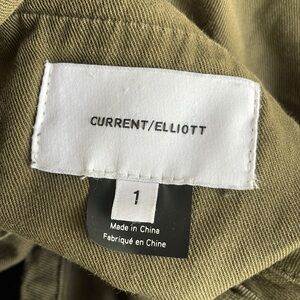 CURRENT/ELLIOTT
1
Made in China
Fabriqué en Chine